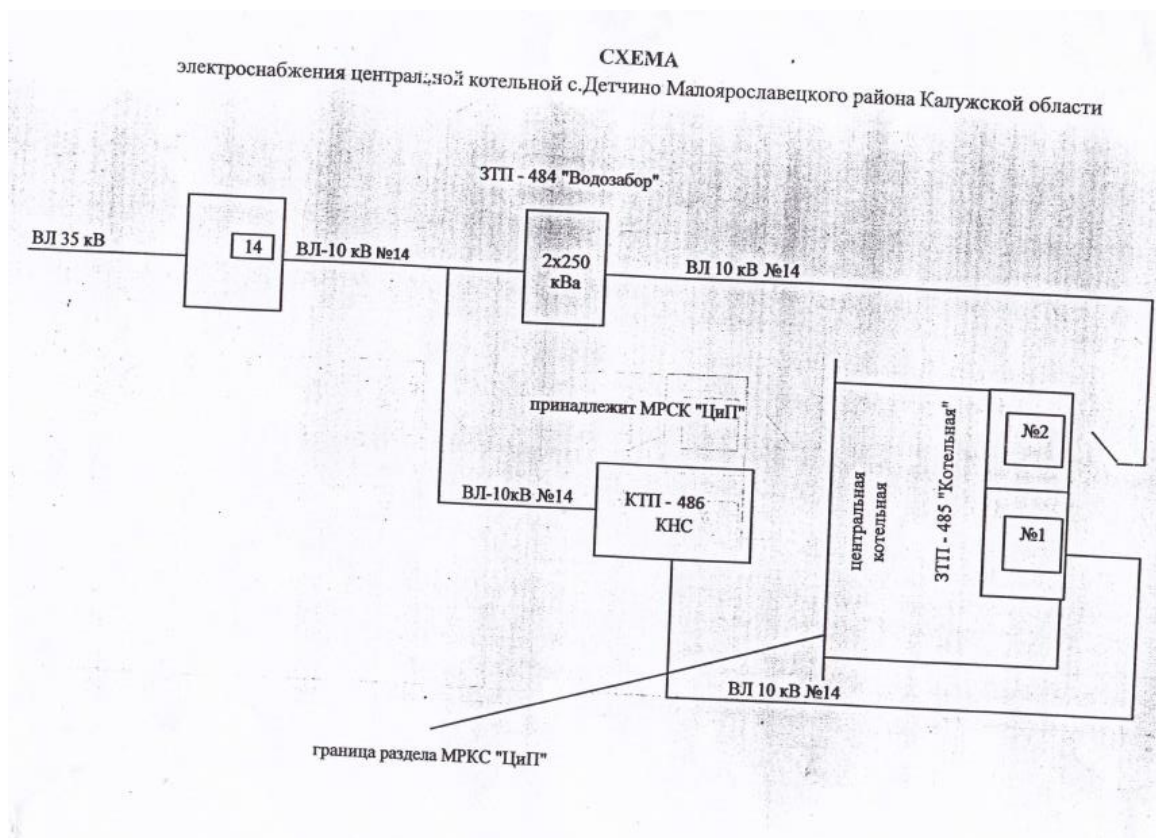 СХЕМА
электроснабжения центральной котельной с.Детчино Малоярославецкого района Калужской области
ЗТП - 484 "Водозабор".
ВЛ 35 кВ
14
ВЛ-10 кВ №14
2х250
кВа
ВЛ 10 кВ №14
принадлежит МРСК "ЦиП"
ВЛ-10кВ №14
КТП - 486
КНС
центральная
котельная
ЗТП - 485 "Котельная"
№2
№1
ВЛ 10 кВ №14
граница раздела МРКС "ЦиП"